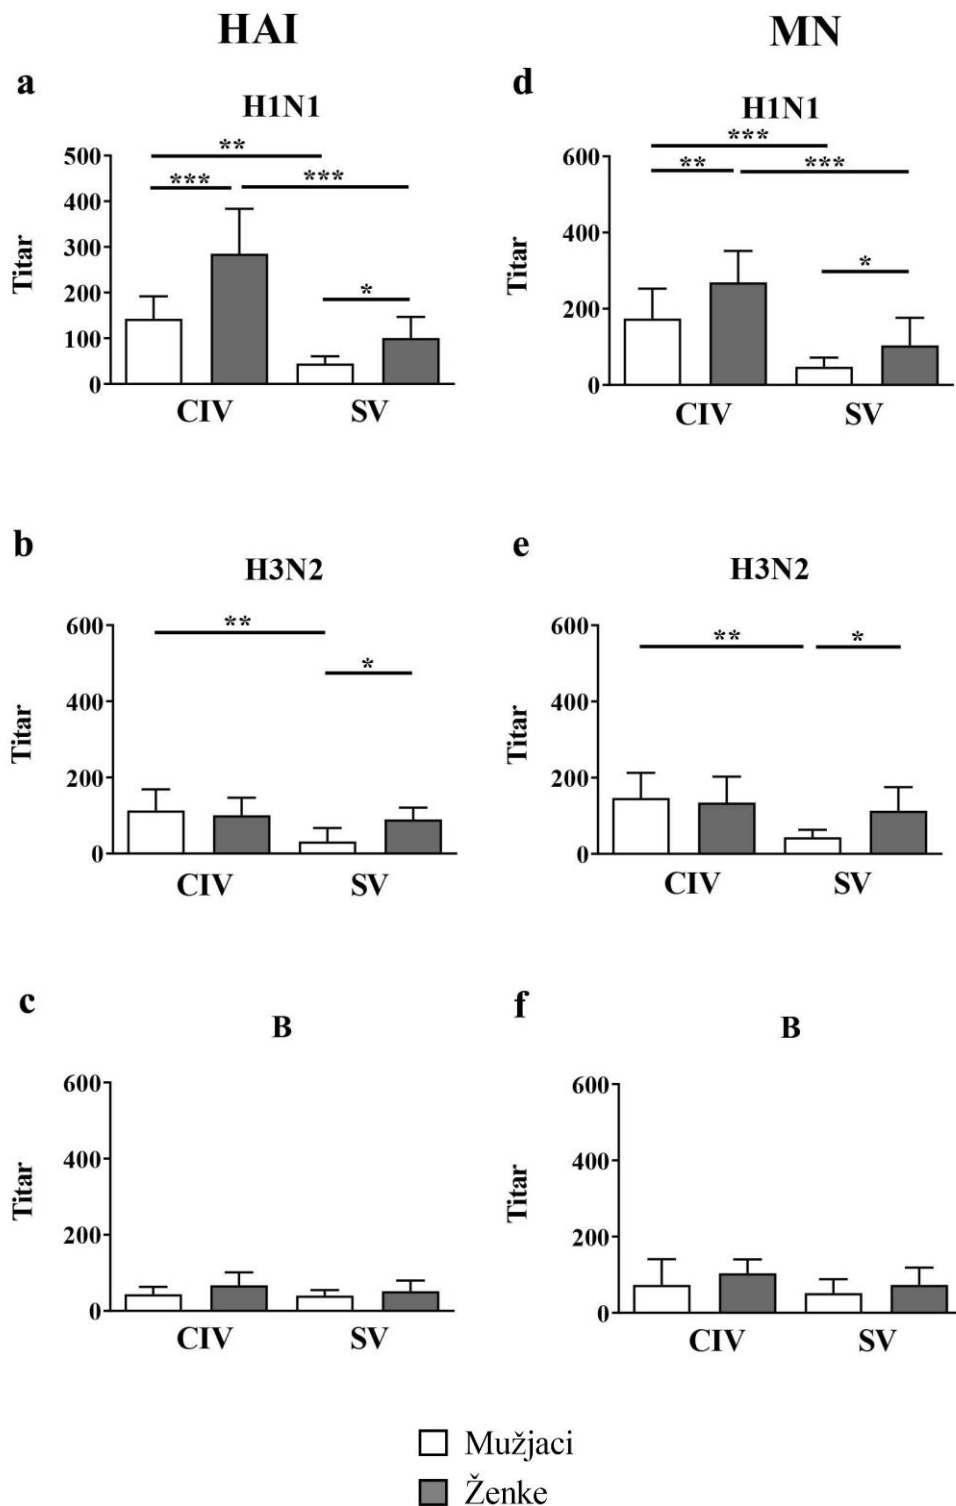 HAI
MN
a
H1N1
**
***
***
*
Titar
500
400
300
200
100
0
CIV
SV
d
H1N1
***
**
***
*
Titar
600
400
200
0
CIV
SV
b
H3N2
**
*
Titar
600
400
200
0
CIV
SV
e
H3N2
**
*
Titar
600
400
200
0
CIV
SV
c
B
Titar
600
400
200
0
CIV
SV
f
B
Titar
600
400
200
0
CIV
SV
Mužjaci
Ženke